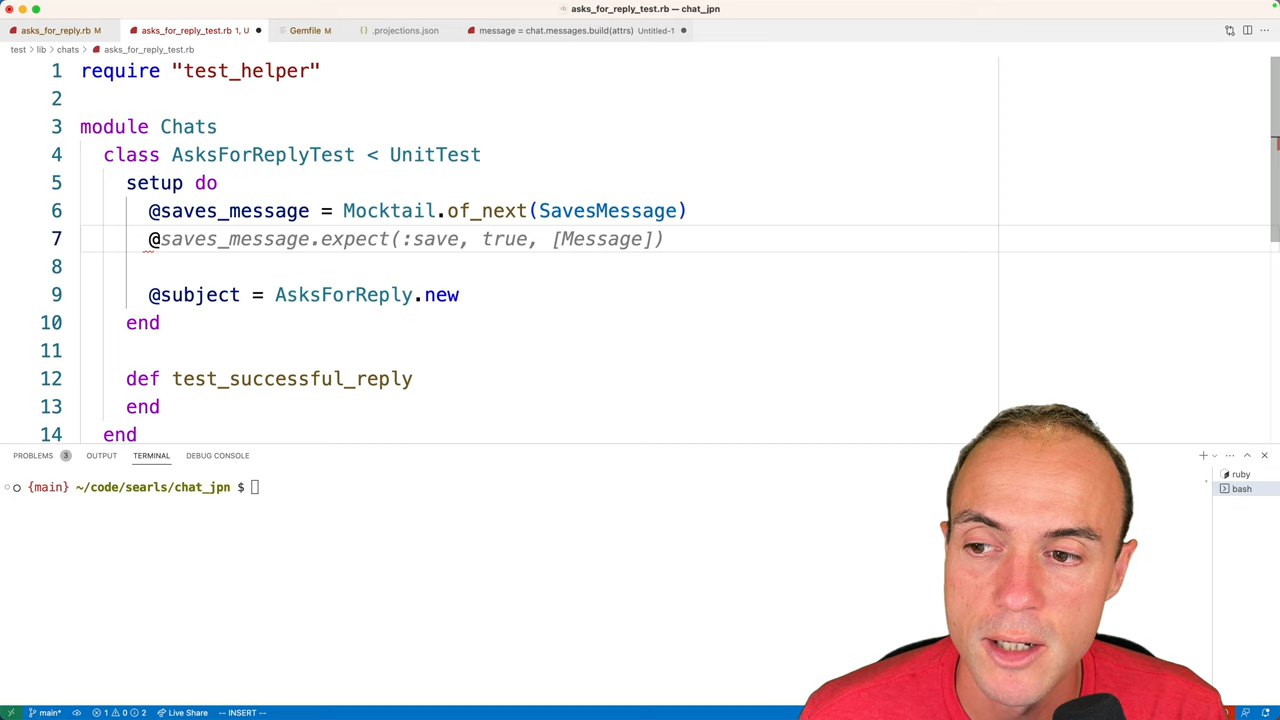 asks_for_reply_test.rb — chat_jpn
asks_for_reply.rb M
asks_for_reply_test.rb 1, U
Gemfile M
.projections.json
message = chat.messages.build(attrs) Untitled-1
test > lib > chats > asks_for_reply_test.rb
1 require "test_helper"
2
3 module Chats
4 class AsksForReplyTest < UnitTest
5 setup do
6 @saves_message = Mocktail.of_next(SavesMessage)
7 @saves_message.expect(:save, true, [Message])
8
9 @subject = AsksForReply.new
10 end
11
12 def test_successful_reply
13 end
14 end
PROBLEMS 3 OUTPUT TERMINAL DEBUG CONSOLE
{main} ~/code/searls/chat_jpn $
ruby
bash
main* 1 0 2 Live Share -- INSERT --